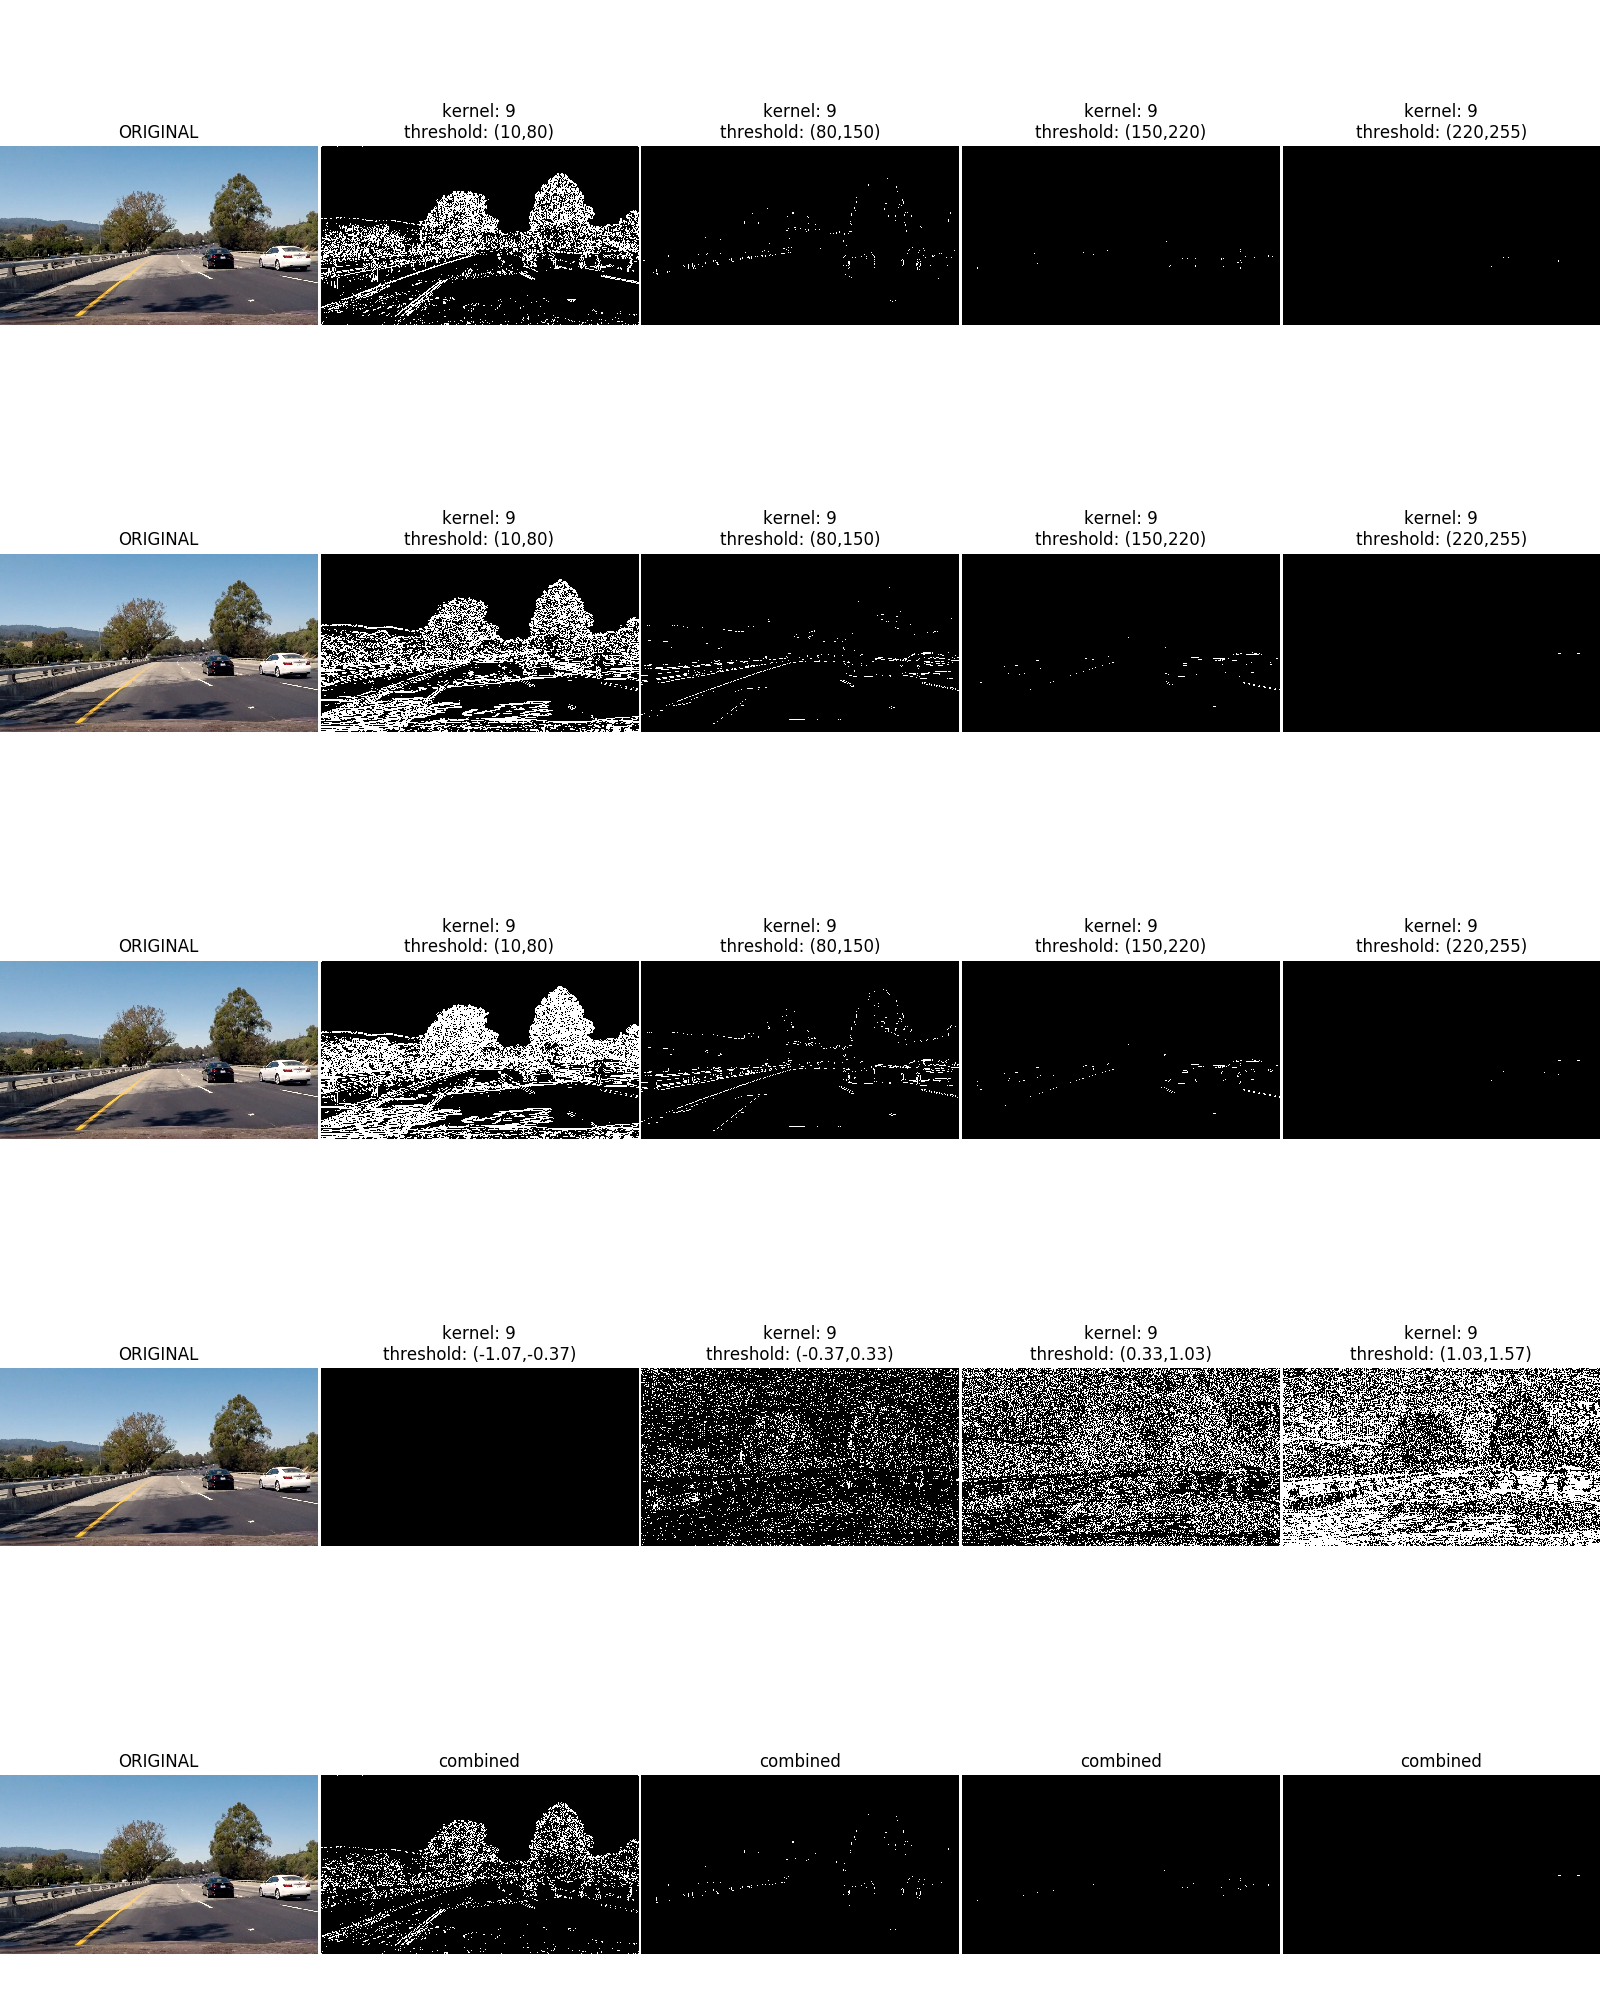 ORIGINAL
kernel: 9
threshold: (10,80)
kernel: 9
threshold: (80,150)
kernel: 9
threshold: (150,220)
kernel: 9
threshold: (220,255)
ORIGINAL
kernel: 9
threshold: (10,80)
kernel: 9
threshold: (80,150)
kernel: 9
threshold: (150,220)
kernel: 9
threshold: (220,255)
ORIGINAL
kernel: 9
threshold: (10,80)
kernel: 9
threshold: (80,150)
kernel: 9
threshold: (150,220)
kernel: 9
threshold: (220,255)
ORIGINAL
kernel: 9
threshold: (-1.07,-0.37)
kernel: 9
threshold: (-0.37,0.33)
kernel: 9
threshold: (0.33,1.03)
kernel: 9
threshold: (1.03,1.57)
ORIGINAL
combined
combined
combined
combined